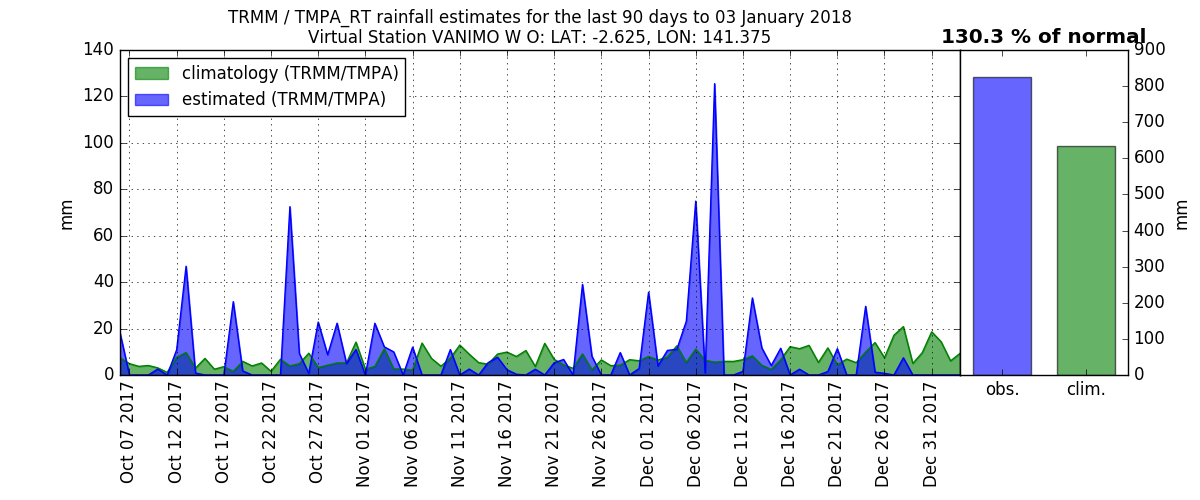 TRMM / TMPA_RT rainfall estimates for the last 90 days to 03 January 2018
Virtual Station VANIMO W O: LAT: -2.625, LON: 141.375
130.3 % of normal
climatology (TRMM/TMPA)
estimated (TRMM/TMPA)
mm
140
120
100
80
60
40
20
0
Oct 07 2017
Oct 12 2017
Oct 17 2017
Oct 22 2017
Oct 27 2017
Nov 01 2017
Nov 06 2017
Nov 11 2017
Nov 16 2017
Nov 21 2017
Nov 26 2017
Dec 01 2017
Dec 06 2017
Dec 11 2017
Dec 16 2017
Dec 21 2017
Dec 26 2017
Dec 31 2017
obs.
clim.
900
800
700
600
500
400
300
200
100
0
mm